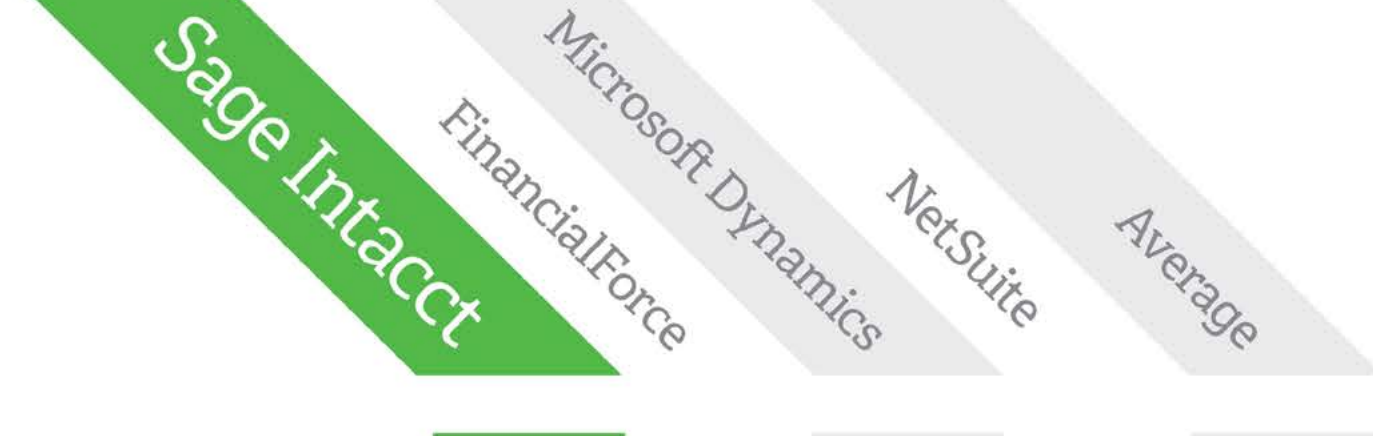 Sage Intacct
FinancialForce
Microsoft Dynamics
NetSuite
Average